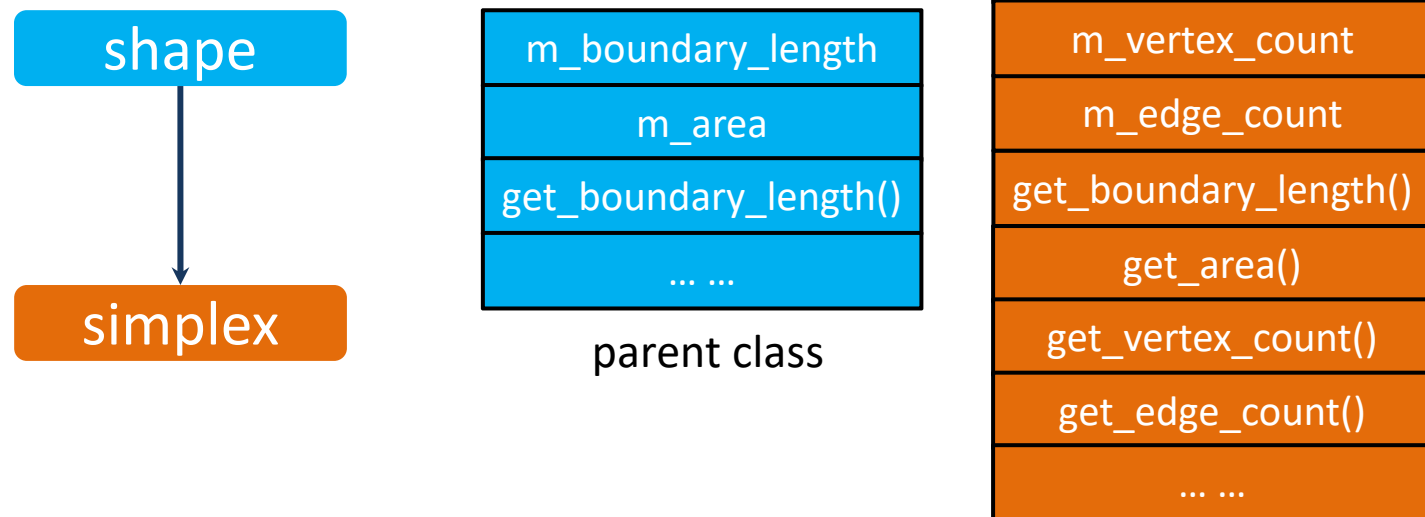 shape
simplex
m_boundary_length
m_area
get_boundary_length()
... ...
parent class
m_vertex_count
m_edge_count
get_boundary_length()
get_area()
get_vertex_count()
get_edge_count()
... ...